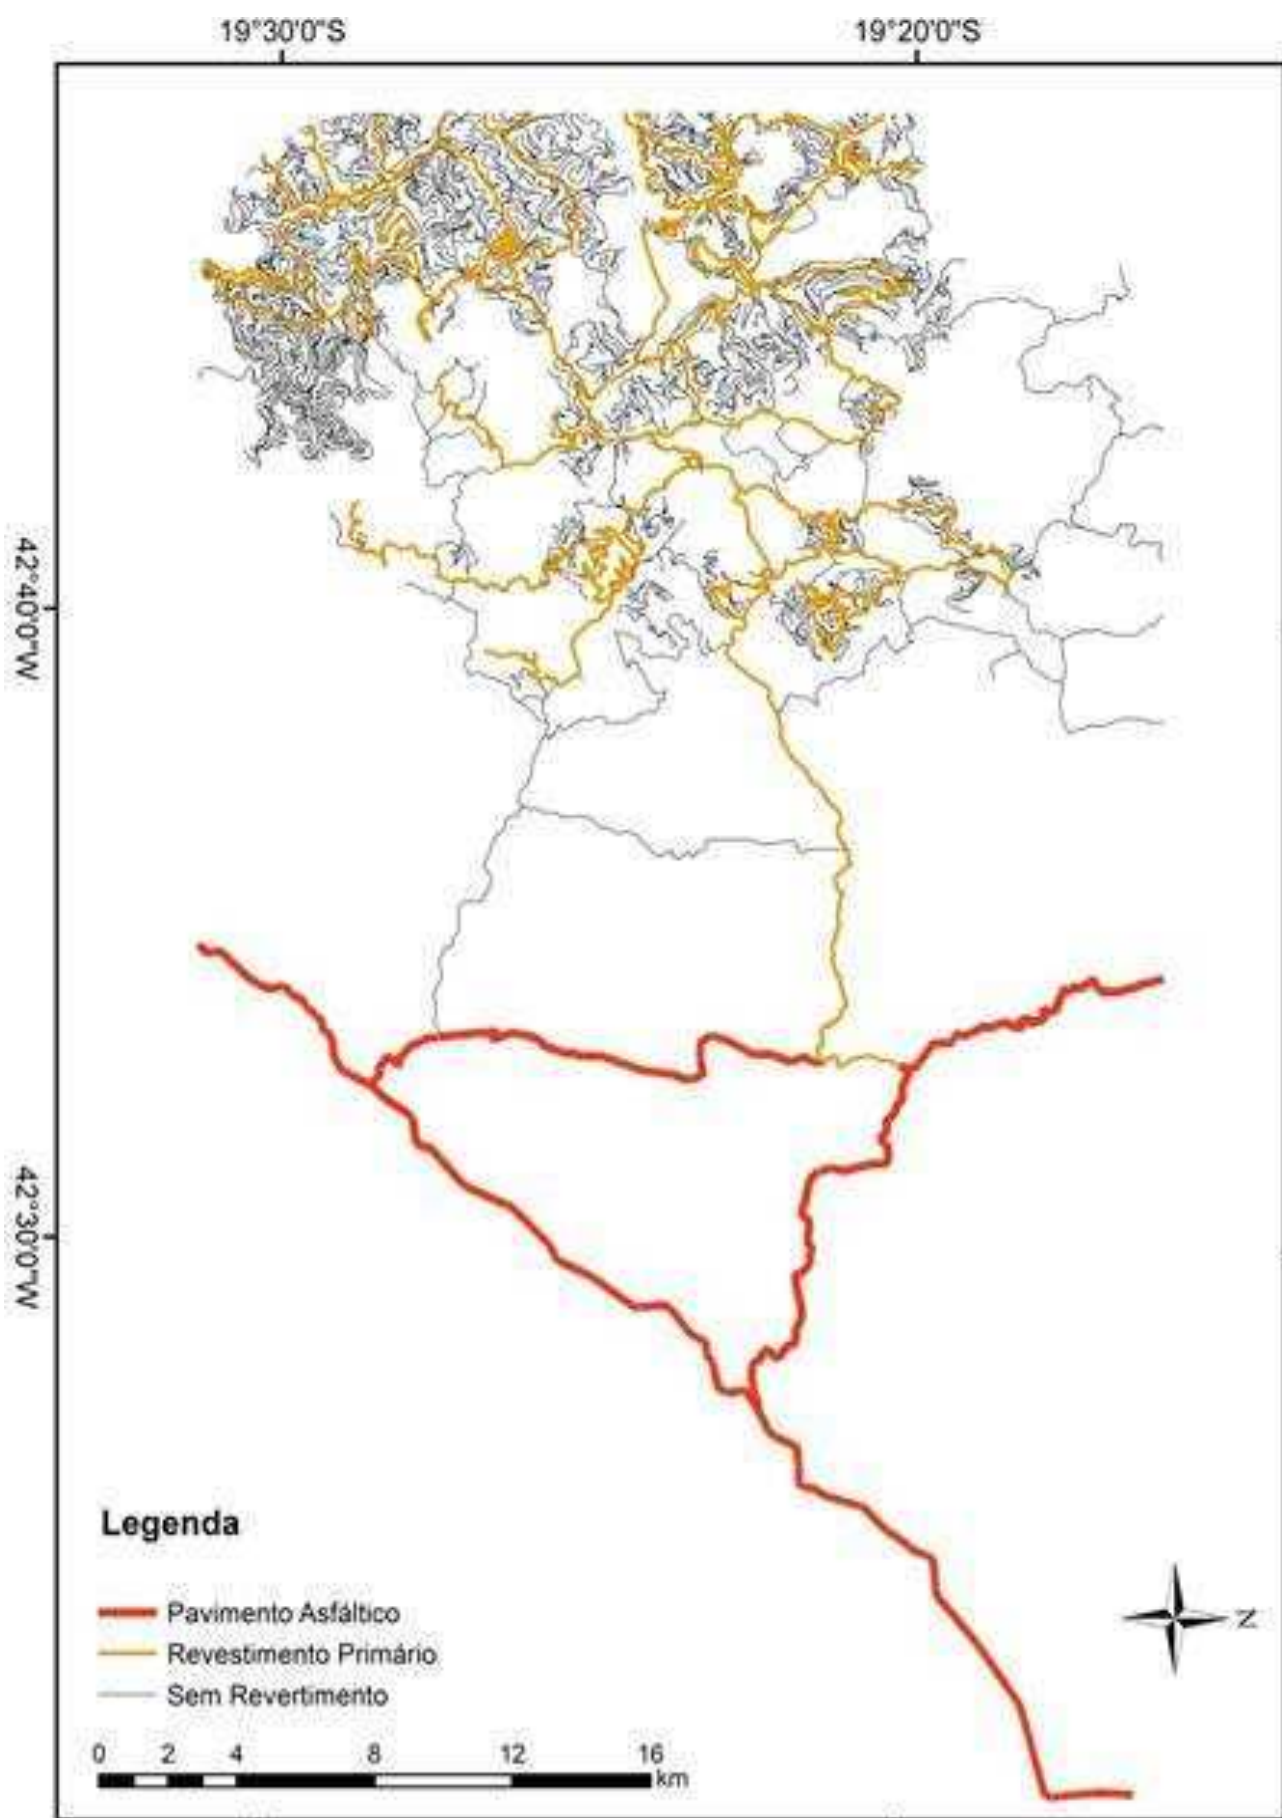 19°30'0"S
19°20'0"S
42°40'0"W
42°30'0"W
Legenda
Pavimento Asfáltico
Revestimento Primário
Sem Revertimento
N
0 2 4 8 12 16
km